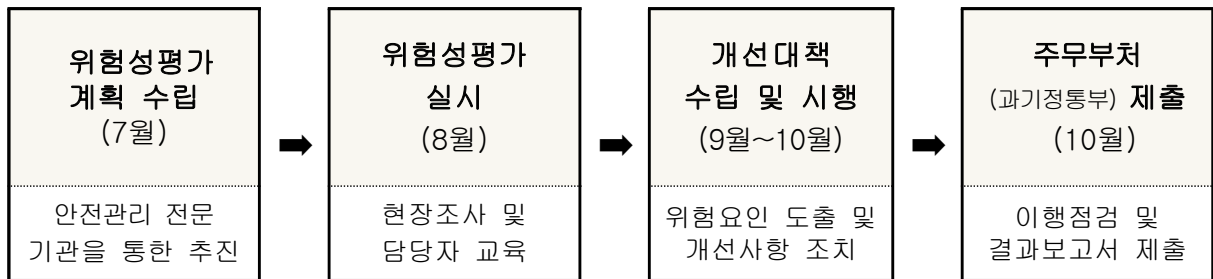 위험성평가
계획 수립
(7월)
안전관리 전문
기관을 통한 추진
➡
위험성평가
실시
(8월)
현장조사 및
담당자 교육
➡
개선대책
수립 및 시행
(9월~10월)
위험요인 도출 및
개선사항 조치
➡
주무부처
(과기정통부) 제출
(10월)
이행점검 및
결과보고서 제출